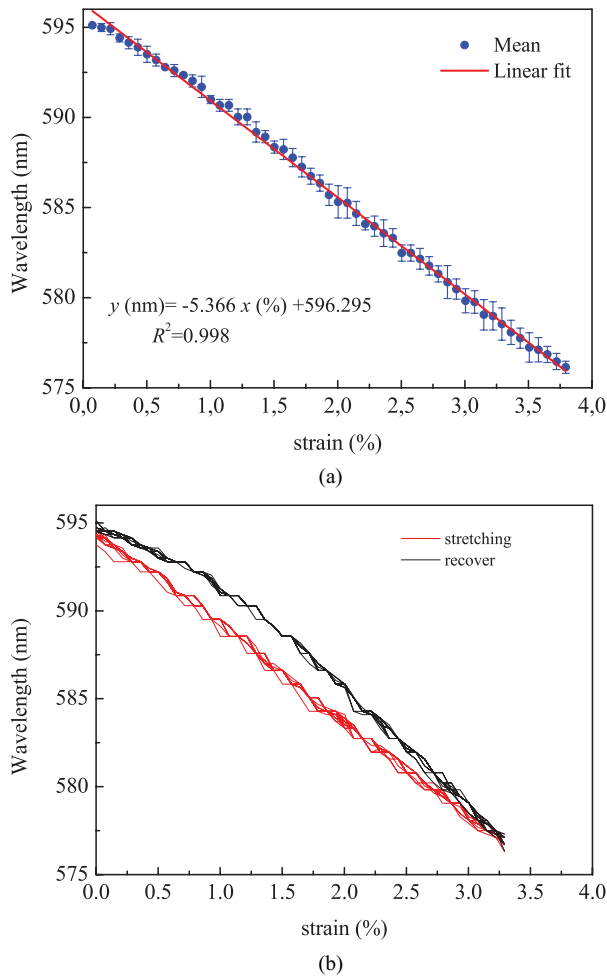 595
590
585
580
575
Wavelength (nm)
Mean
Linear fit
y (nm)= -5.366 x (%) +596.295
R²=0.998
0,0 0,5 1,0 1,5 2,0 2,5 3,0 3,5 4,0
strain (%)
(a)
595
590
585
580
575
Wavelength (nm)
stretching
recover
0.0 0.5 1.0 1.5 2.0 2.5 3.0 3.5 4.0
strain (%)
(b)